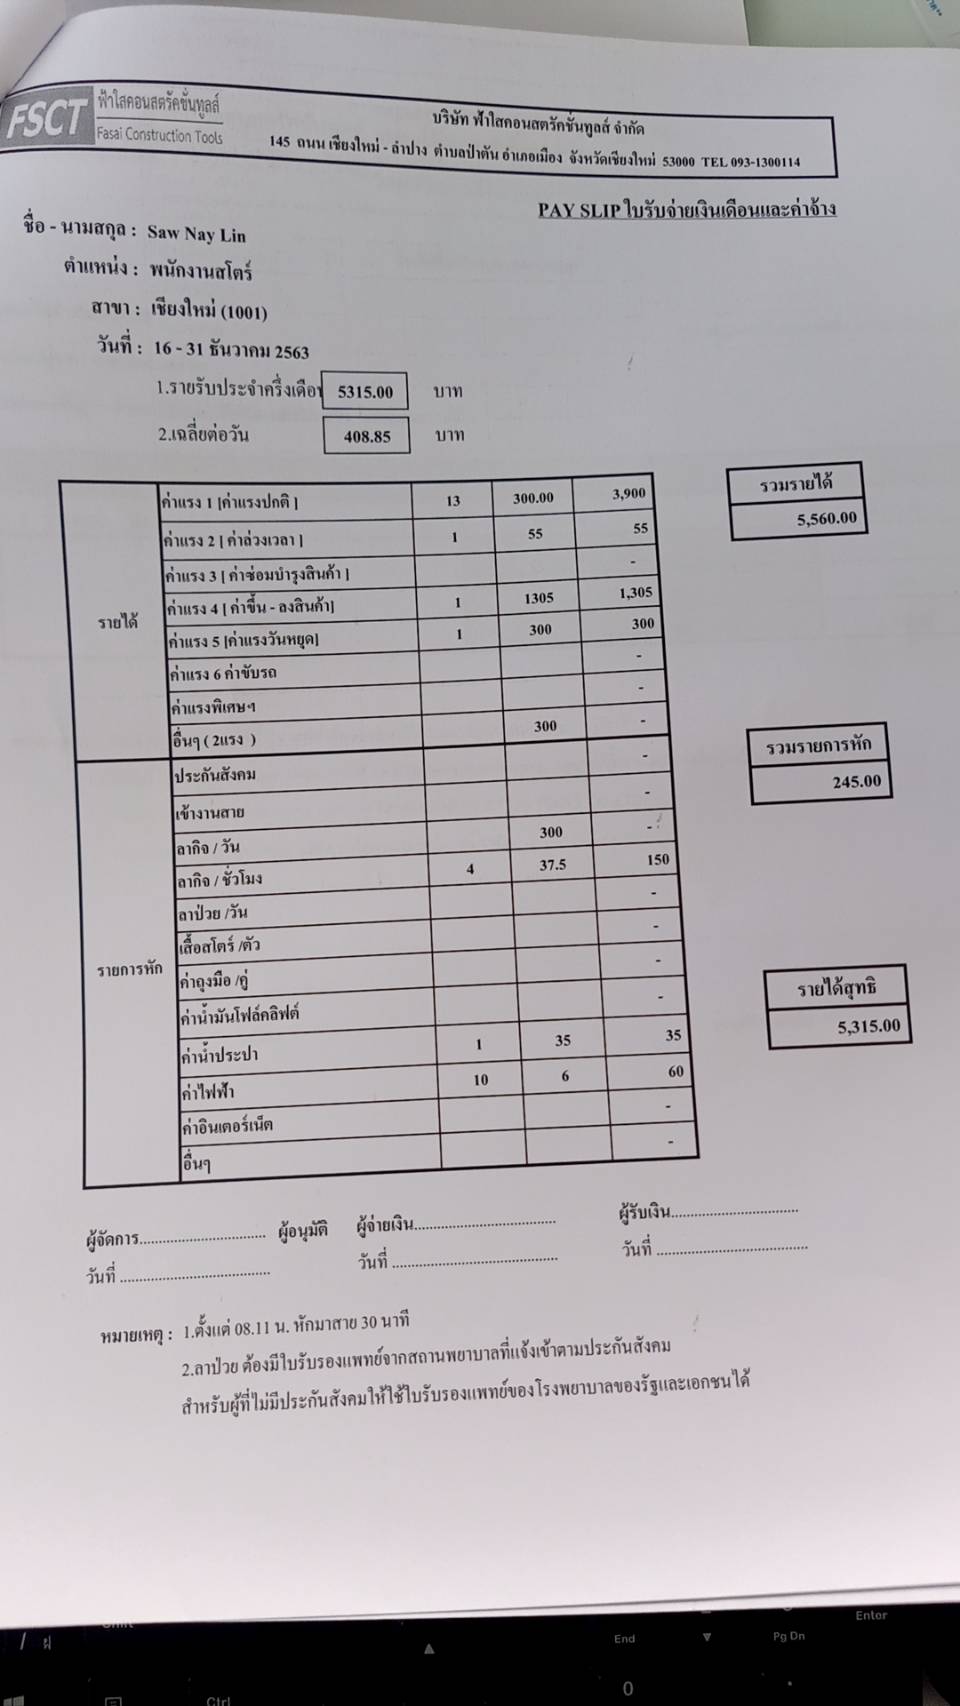 FSCT ฟ้าใสคอนสตรัคชั่นทูลส์
Fasai Construction Tools
บริษัท ฟ้าใสคอนสตรัคชั่นทูลส์ จำกัด
145 ถนน เชียงใหม่ - ลำปาง ตำบลป่าตัน อำเภอเมือง จังหวัดเชียงใหม่ 53000 TEL 093-1300114
PAY SLIP ใบรับจ่ายเงินเดือนและค่าจ้าง
ชื่อ - นามสกุล : Saw Nay Lin
ตำแหน่ง : พนักงานสโตร์
สาขา : เชียงใหม่ (1001)
วันที่ : 16 - 31 ธันวาคม 2563
1.รายรับประจำครึ่งเดือน 5315.00 บาท
2.เฉลี่ยต่อวัน 408.85 บาท
รายได้
ค่าแรง 1 [ค่าแรงปกติ ] 13 300.00 3,900
ค่าแรง 2 [ ค่าล่วงเวลา ] 1 55 55
ค่าแรง 3 [ ค่าซ่อมบำรุงสินค้า ] -
ค่าแรง 4 [ ค่าขึ้น - ลงสินค้า] 1 1305 1,305
ค่าแรง 5 [ค่าแรงวันหยุด] 1 300 300
ค่าแรง 6 ค่าขับรถ -
ค่าแรงพิเศษฯ -
อื่นๆ ( 2แรง ) 300 -
รวมรายได้
5,560.00
รายการหัก
ประกันสังคม -
เข้างานสาย -
ลากิจ / วัน 300 -
ลากิจ / ชั่วโมง 4 37.5 150
ลาป่วย /วัน -
เสื้อสโตร์ /ตัว -
ค่าถุงมือ /คู่ -
ค่าน้ำมันโฟล์คลิฟต์ -
ค่าน้ำประปา 1 35 35
ค่าไฟฟ้า 10 6 60
ค่าอินเตอร์เน็ต -
อื่นๆ -
รวมรายการหัก
245.00
รายได้สุทธิ
5,315.00
ผู้จัดการ.............................. ผู้อนุมัติ ผู้จ่ายเงิน.................................. ผู้รับเงิน..............................
วันที่ .................................... วันที่ ........................................ วันที่ ....................................
หมายเหตุ : 1.ตั้งแต่ 08.11 น. หักมาสาย 30 นาที
2.ลาป่วย ต้องมีใบรับรองแพทย์จากสถานพยาบาลที่แจ้งเข้าตามประกันสังคม
สำหรับผู้ที่ไม่มีประกันสังคมให้ใช้ใบรับรองแพทย์ของโรงพยาบาลของรัฐและเอกชนได้
Enter
/ ฝ End Pg Dn
Ctrl 0